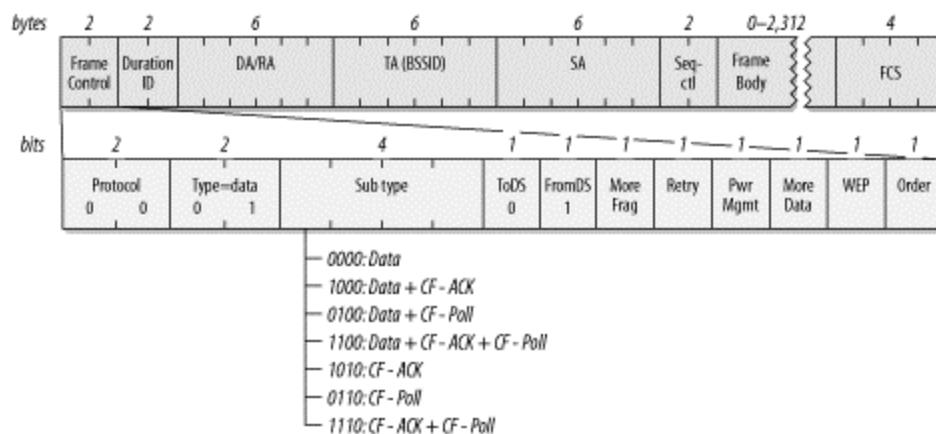 bytes 2 2 6 6 6 2 0–2,312 4
Frame Control Duration ID DA/RA TA (BSSID) SA Seq-ctl Frame Body FCS
bits 2 2 4 1 1 1 1 1 1 1 1
Protocol Type=data Sub type ToDS FromDS More Frag Retry Pwr Mgmt More Data WEP Order
0 0 0 1 0 1
0000: Data
1000: Data + CF - ACK
0100: Data + CF - Poll
1100: Data + CF - ACK + CF - Poll
1010: CF - ACK
0110: CF - Poll
1110: CF - ACK + CF - Poll